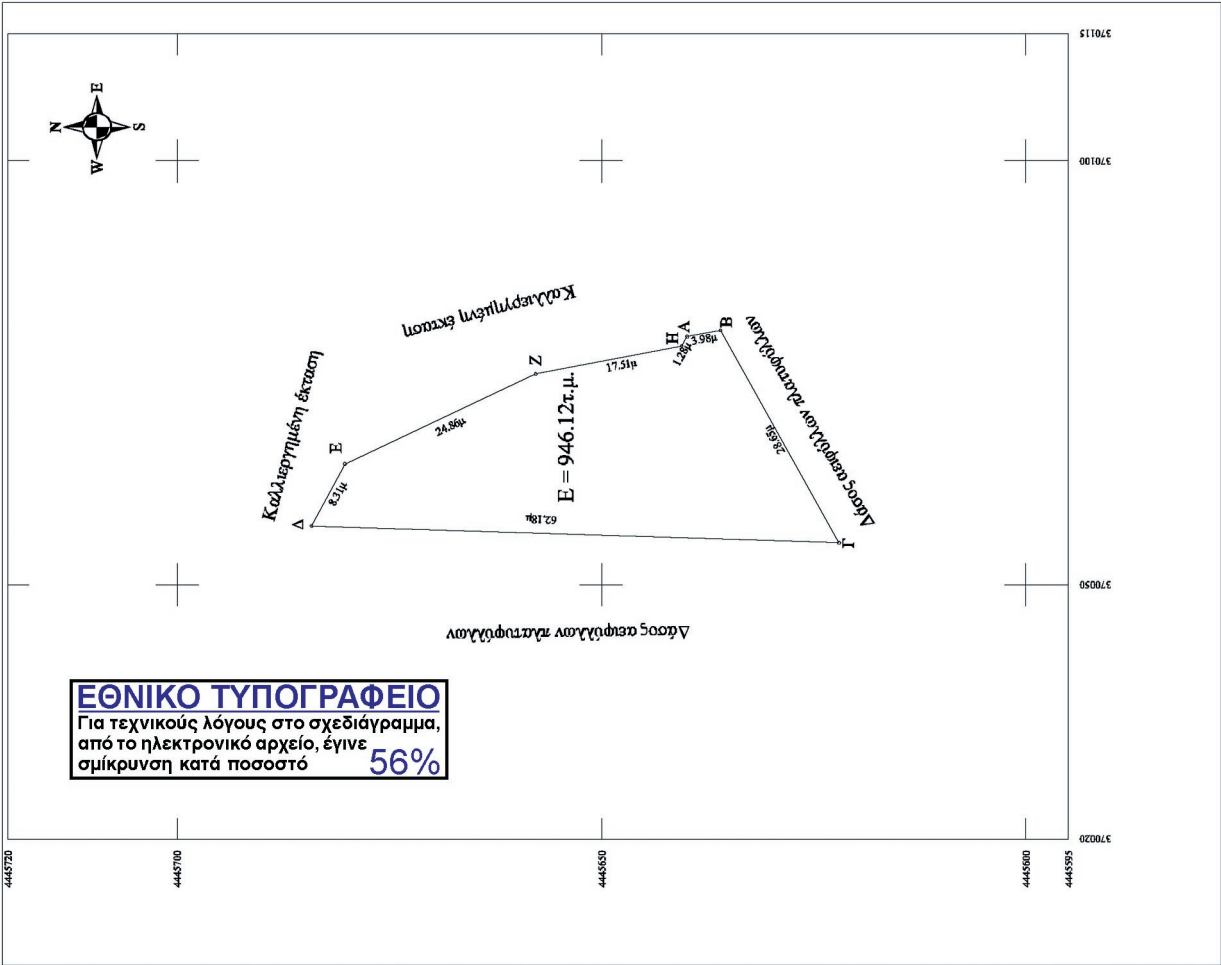 370115
N
E
S
W
370100
Καλλιεργημένη έκταση
Καλλιεργημένη έκταση
Δ
Ε
Ζ
Η
Α
Β
Γ
8.31μ
24.86μ
17.51μ
1.28μ
3.98μ
28.65μ
62.18μ
Ε = 946.12τ.μ.
Δάσος αειφύλλων πλατυφύλλων
Δάσος αειφύλλων πλατυφύλλων
370050
ΕΘΝΙΚΟ ΤΥΠΟΓΡΑΦΕΙΟ
Για τεχνικούς λόγους στο σχεδιάγραμμα,
από το ηλεκτρονικό αρχείο, έγινε
σμίκρυνση κατά ποσοστό 56%
370020
4445720
4445700
4445650
4445600
4445595